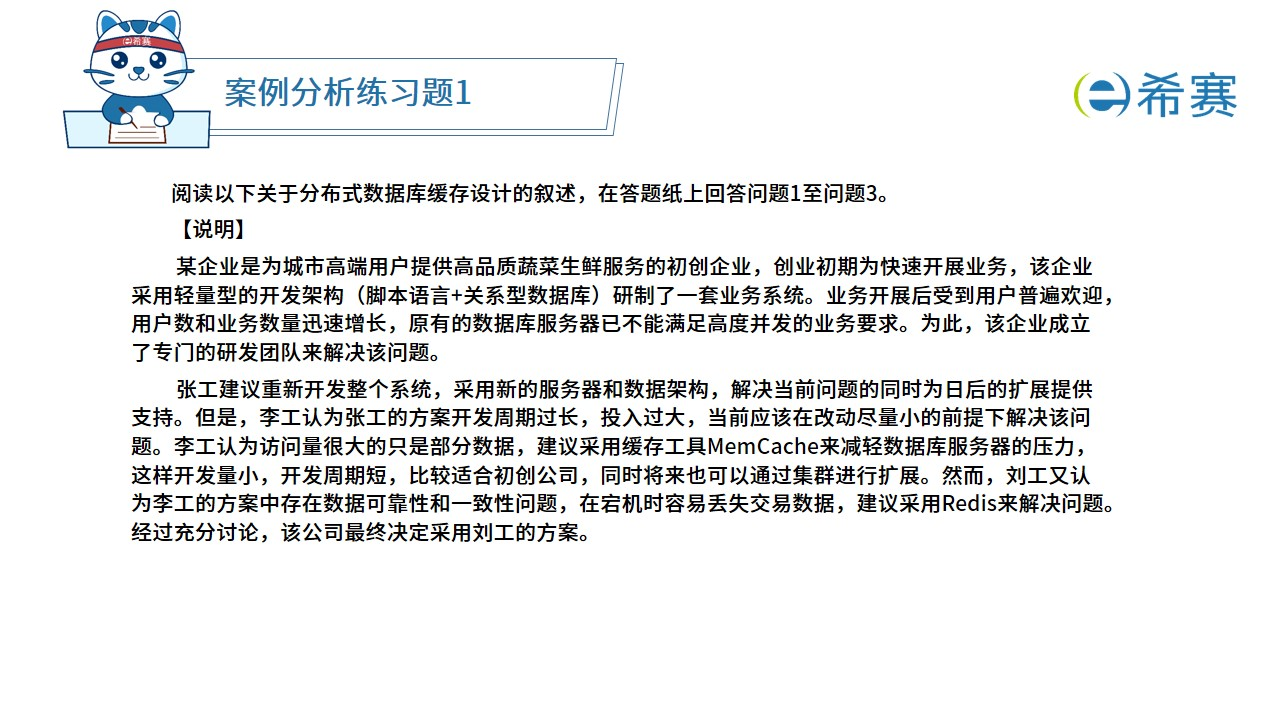 希赛
案例分析练习题1
希赛
阅读以下关于分布式数据库缓存设计的叙述，在答题纸上回答问题1至问题3。
【说明】
某企业是为城市高端用户提供高品质蔬菜生鲜服务的初创企业，创业初期为快速开展业务，该企业
采用轻量型的开发架构（脚本语言+关系型数据库）研制了一套业务系统。业务开展后受到用户普遍欢迎，
用户数和业务数量迅速增长，原有的数据库服务器已不能满足高度并发的业务要求。为此，该企业成立
了专门的研发团队来解决该问题。
张工建议重新开发整个系统，采用新的服务器和数据架构，解决当前问题的同时为日后的扩展提供
支持。但是，李工认为张工的方案开发周期过长，投入过大，当前应该在改动尽量小的前提下解决该问
题。李工认为访问量很大的只是部分数据，建议采用缓存工具MemCache来减轻数据库服务器的压力，
这样开发量小，开发周期短，比较适合初创公司，同时将来也可以通过集群进行扩展。然而，刘工又认
为李工的方案中存在数据可靠性和一致性问题，在宕机时容易丢失交易数据，建议采用Redis来解决问题。
经过充分讨论，该公司最终决定采用刘工的方案。